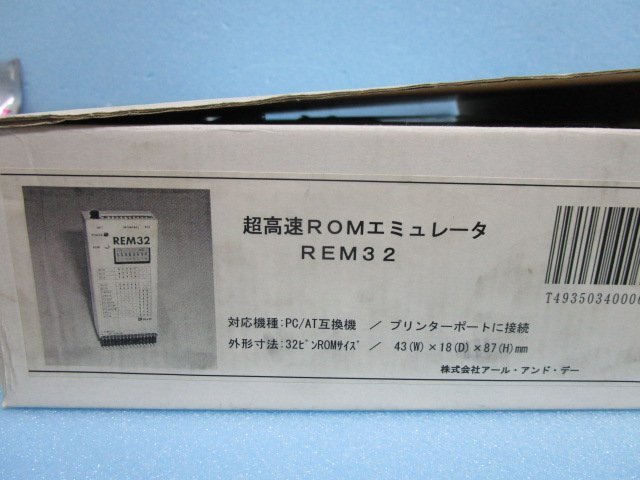 超高速ROMエミュレータ
REM32
REM32
対応機種:PC/AT互換機 / プリンターポートに接続
外形寸法:32ピンROMサイズ / 43(W)×18(D)×87(H)mm
株式会社アール・アンド・デー